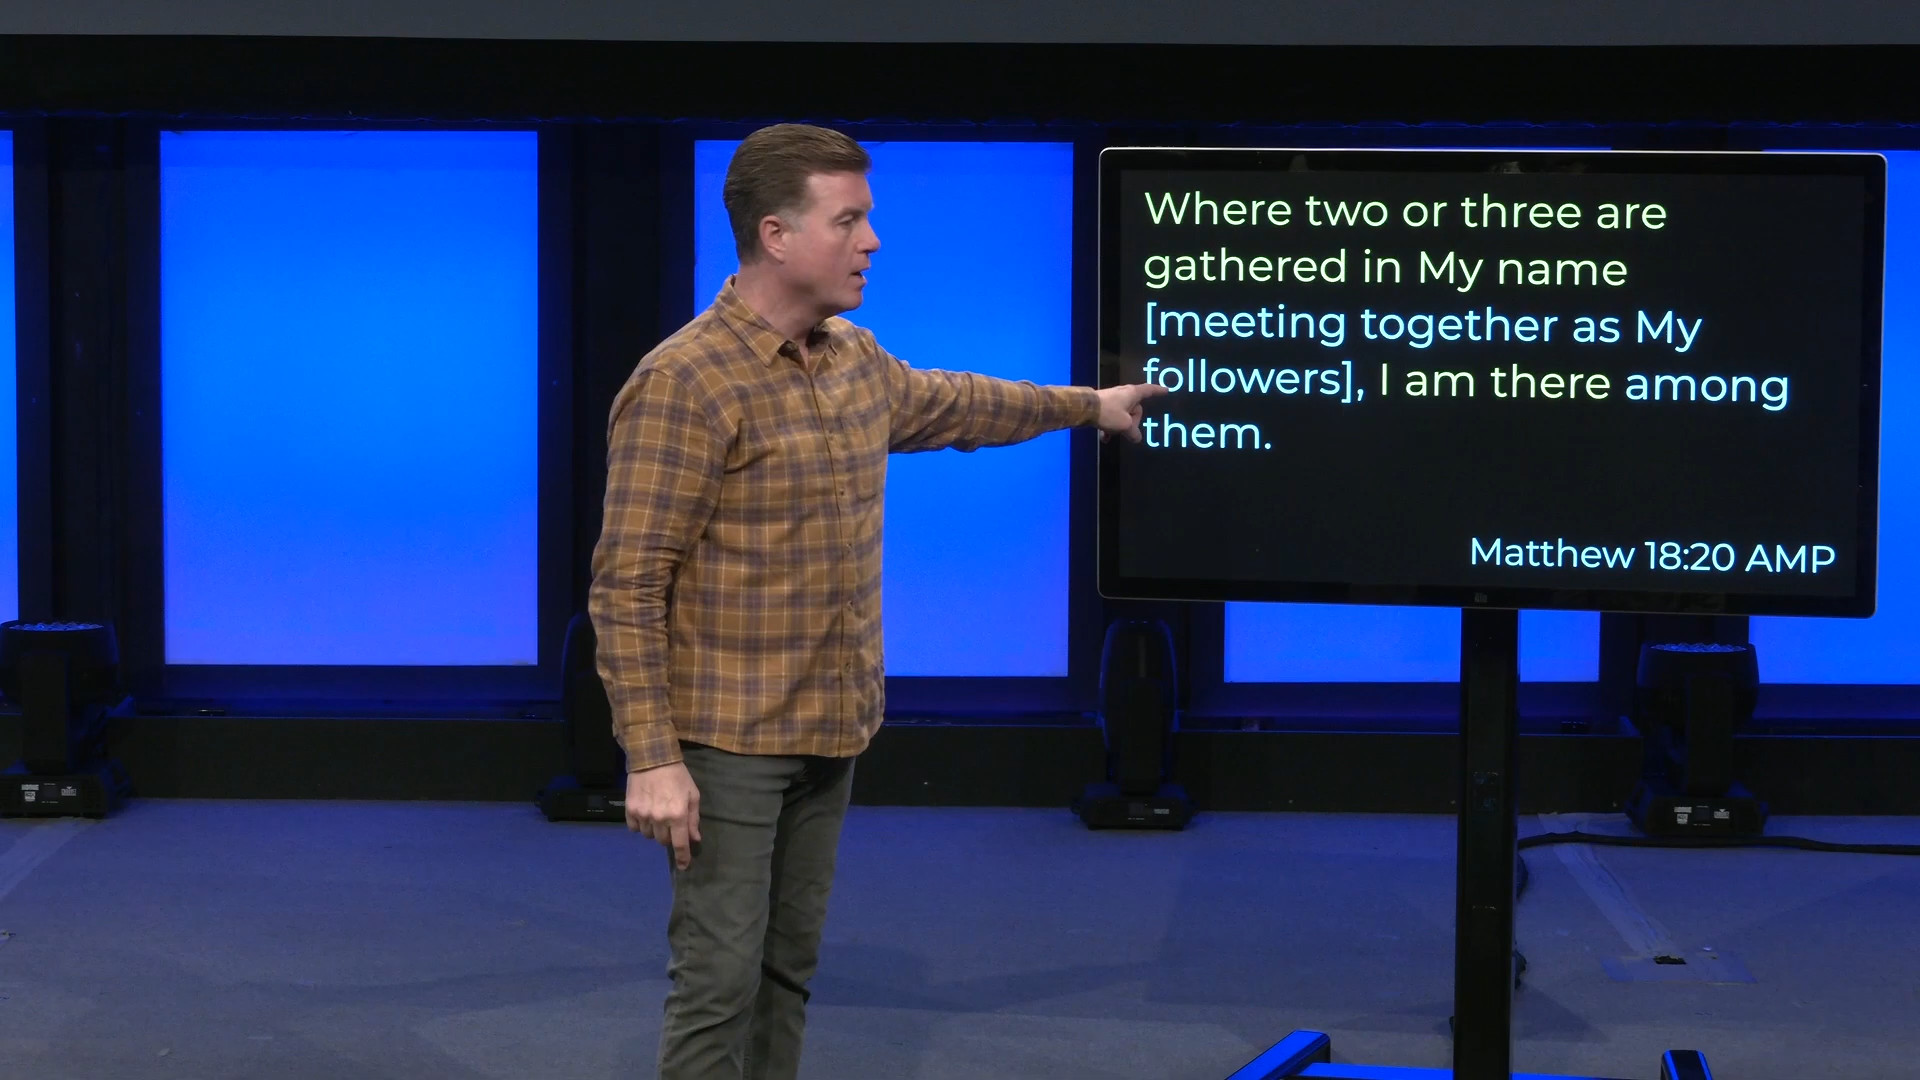 Where two or three are
gathered in My name
[meeting together as My
followers], I am there among
them.
Matthew 18:20 AMP